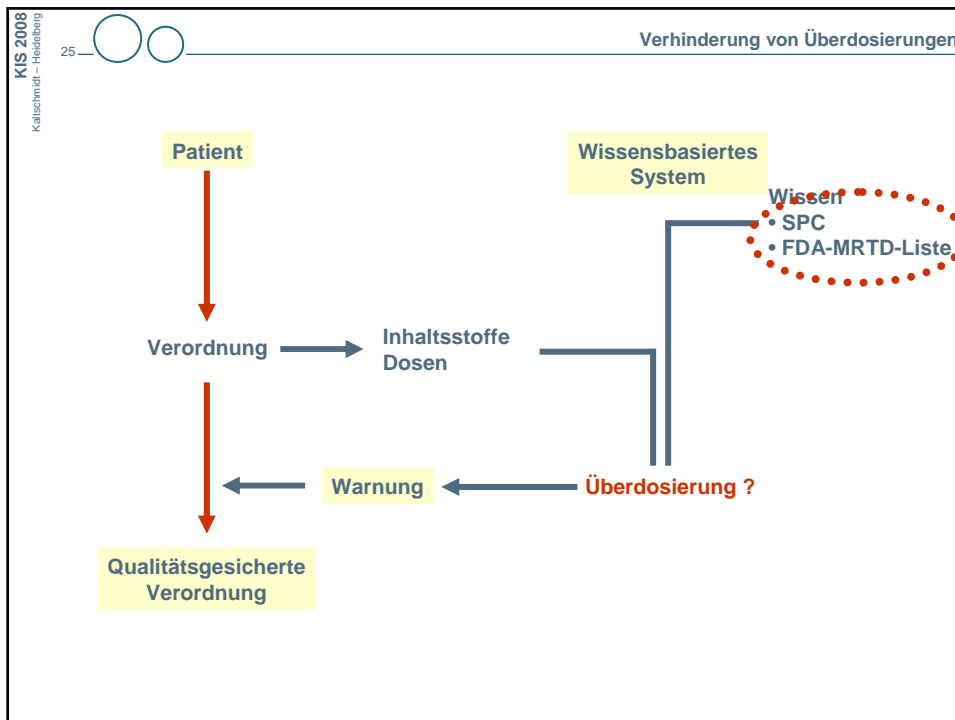 KIS 2008
Kaltschmidt – Heidelberg
25
Verhinderung von Überdosierungen
Patient
Wissensbasiertes
System
Wissen
• SPC
• FDA-MRTD-Liste
Verordnung
Inhaltsstoffe
Dosen
Warnung
Überdosierung ?
Qualitätsgesicherte
Verordnung